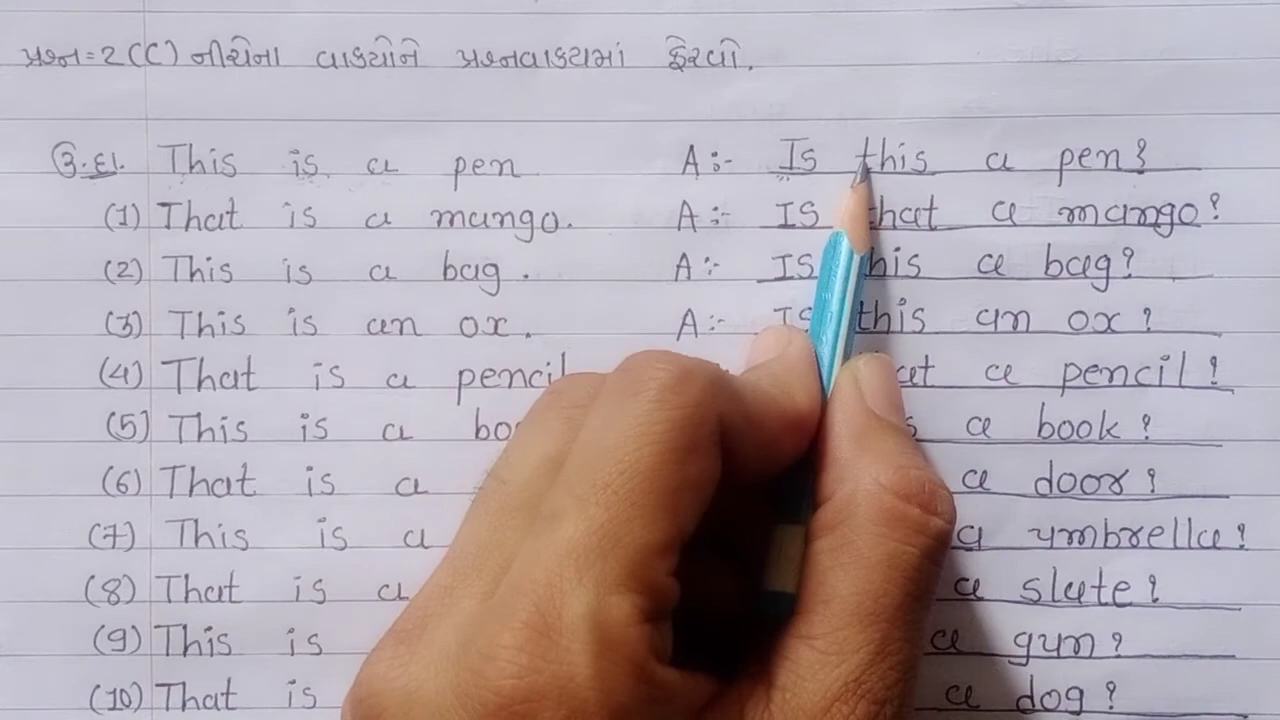 પ્રશ્ન=2(C) નીચેના વાક્યોને પ્રશ્નવાક્યમાં ફેરવો.
ઉ.દા. This is a pen A:- Is this a pen?
(1) That is a mango. A:- IS that a mango?
(2) This is a bag. A:- IS this a bag?
(3) This is an ox. A:- IS this an ox?
(4) That is a pencil a pencil?
(5) This is a a book?
(6) That is a a door?
(7) This is a a umbrella?
(8) That is a a slate?
(9) This is a gun?
(10) That is a dog?